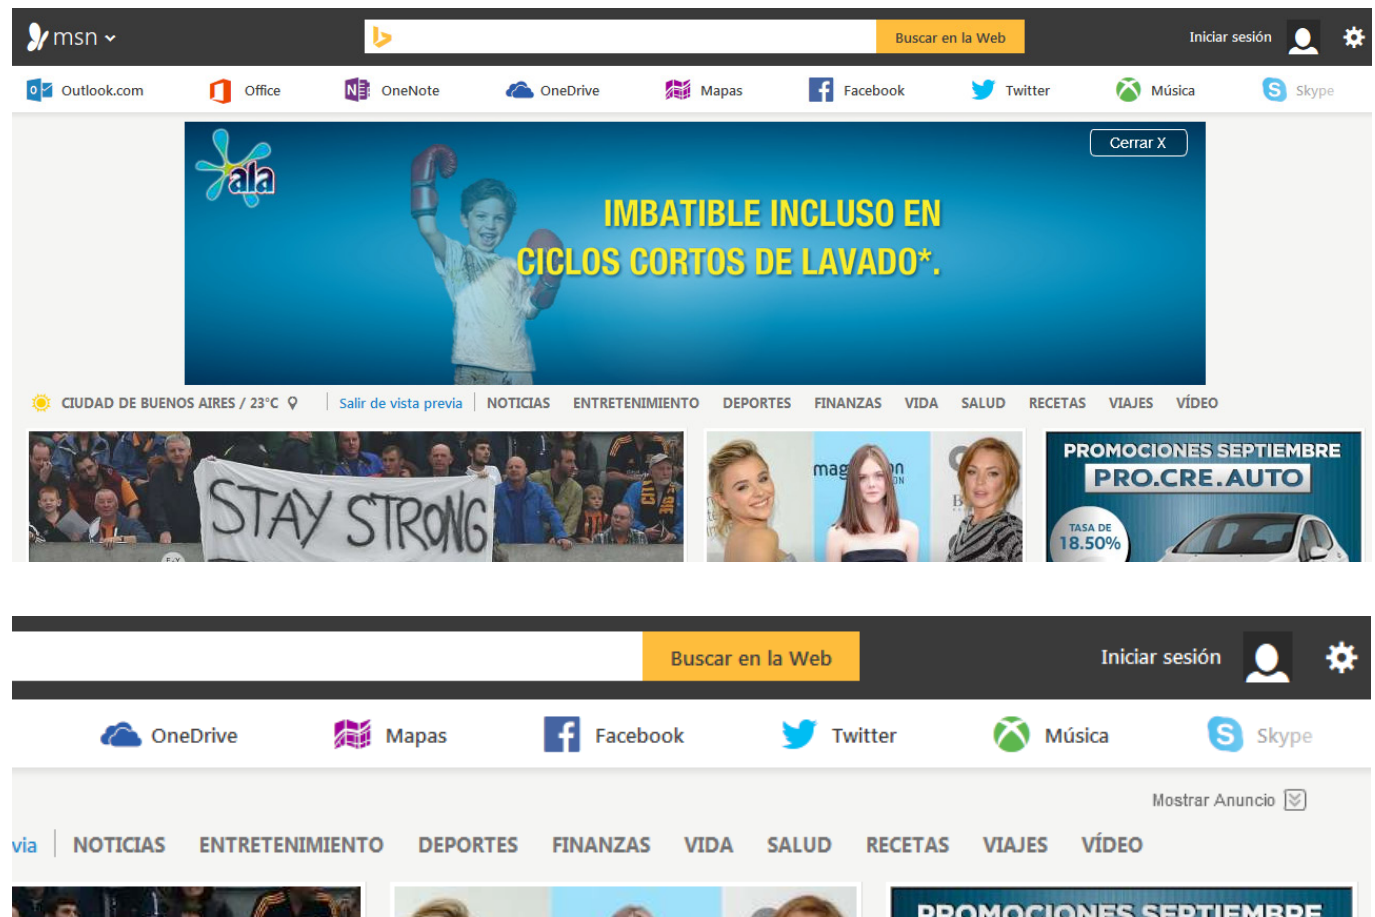 msn
Buscar en la Web
Iniciar sesión
Outlook.com
Office
OneNote
OneDrive
Mapas
Facebook
Twitter
Música
Skype
ala
Cerrar X
IMBATIBLE INCLUSO EN
CICLOS CORTOS DE LAVADO*.
CIUDAD DE BUENOS AIRES / 23°C
Salir de vista previa
NOTICIAS
ENTRETENIMIENTO
DEPORTES
FINANZAS
VIDA
SALUD
RECETAS
VIAJES
VÍDEO
STAY STRONG
PROMOCIONES SEPTIEMBRE
PRO.CRE.AUTO
TASA DE
18.50%
Buscar en la Web
Iniciar sesión
OneDrive
Mapas
Facebook
Twitter
Música
Skype
Mostrar Anuncio
via
NOTICIAS
ENTRETENIMIENTO
DEPORTES
FINANZAS
VIDA
SALUD
RECETAS
VIAJES
VÍDEO
PROMOCIONES SEPTIEMBRE